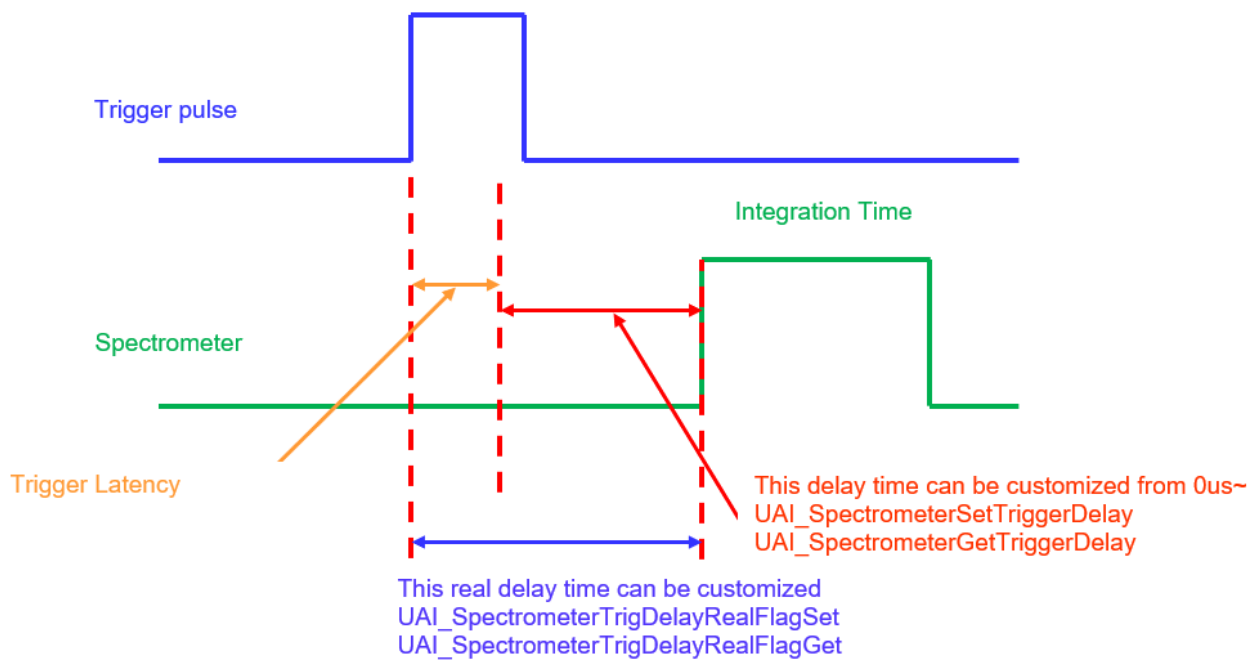 Trigger pulse
Integration Time
Spectrometer
Trigger Latency
This delay time can be customized from 0us~
UAI_SpectrometerSetTriggerDelay
UAI_SpectrometerGetTriggerDelay
This real delay time can be customized
UAI_SpectrometerTrigDelayRealFlagSet
UAI_SpectrometerTrigDelayRealFlagGet